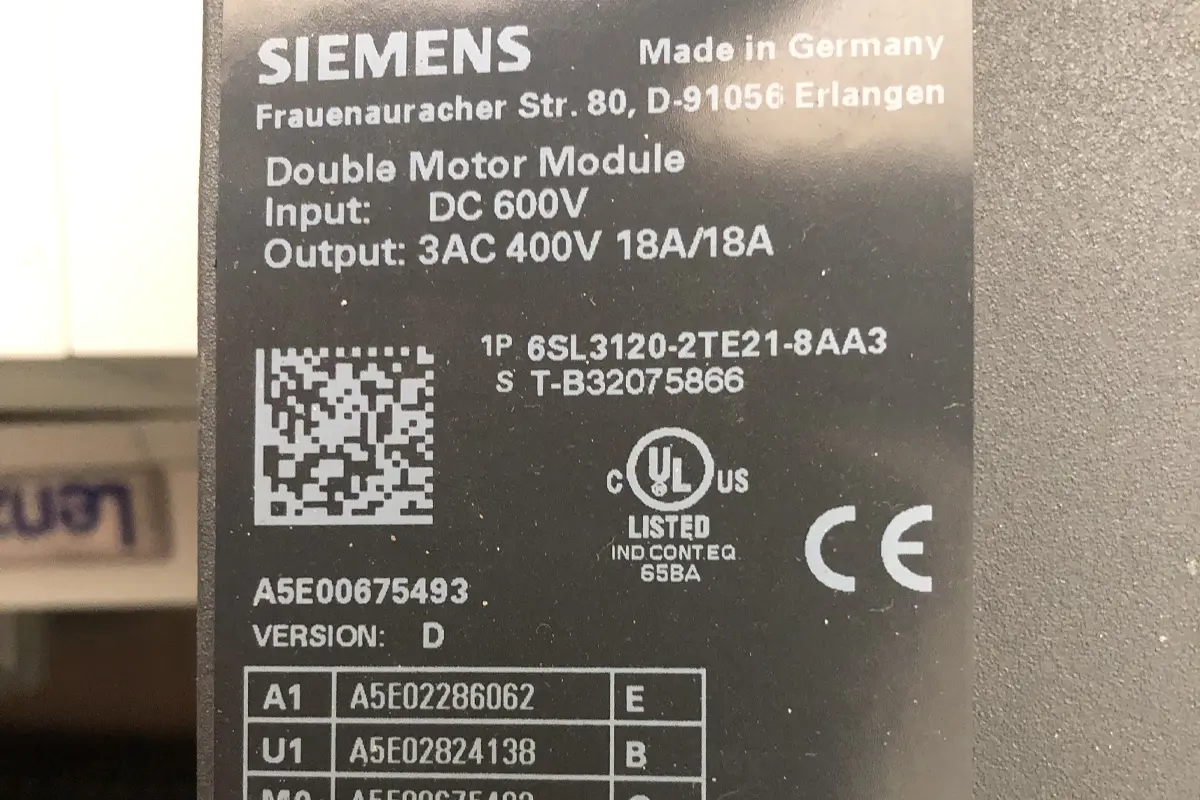 SIEMENS Made in Germany
Frauenauracher Str. 80, D-91056 Erlangen
Double Motor Module
Input: DC 600V
Output: 3AC 400V 18A/18A
1P 6SL3120-2TE21-8AA3
S T-B32075866
C UL US
LISTED
IND CONT.EQ
65BA
CE
A5E00675493
VERSION: D
A1 A5E02286062 E
U1 A5E02824138 B
Lenz